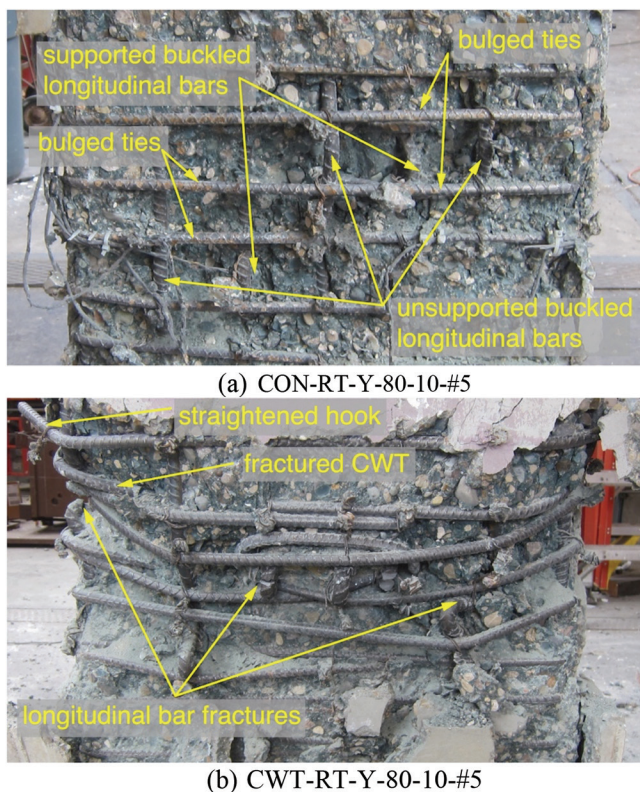 bulged ties
supported buckled
longitudinal bars
bulged ties
unsupported buckled
longitudinal bars
(a) CON-RT-Y-80-10-#5
straightened hook
fractured CWT
longitudinal bar fractures
(b) CWT-RT-Y-80-10-#5